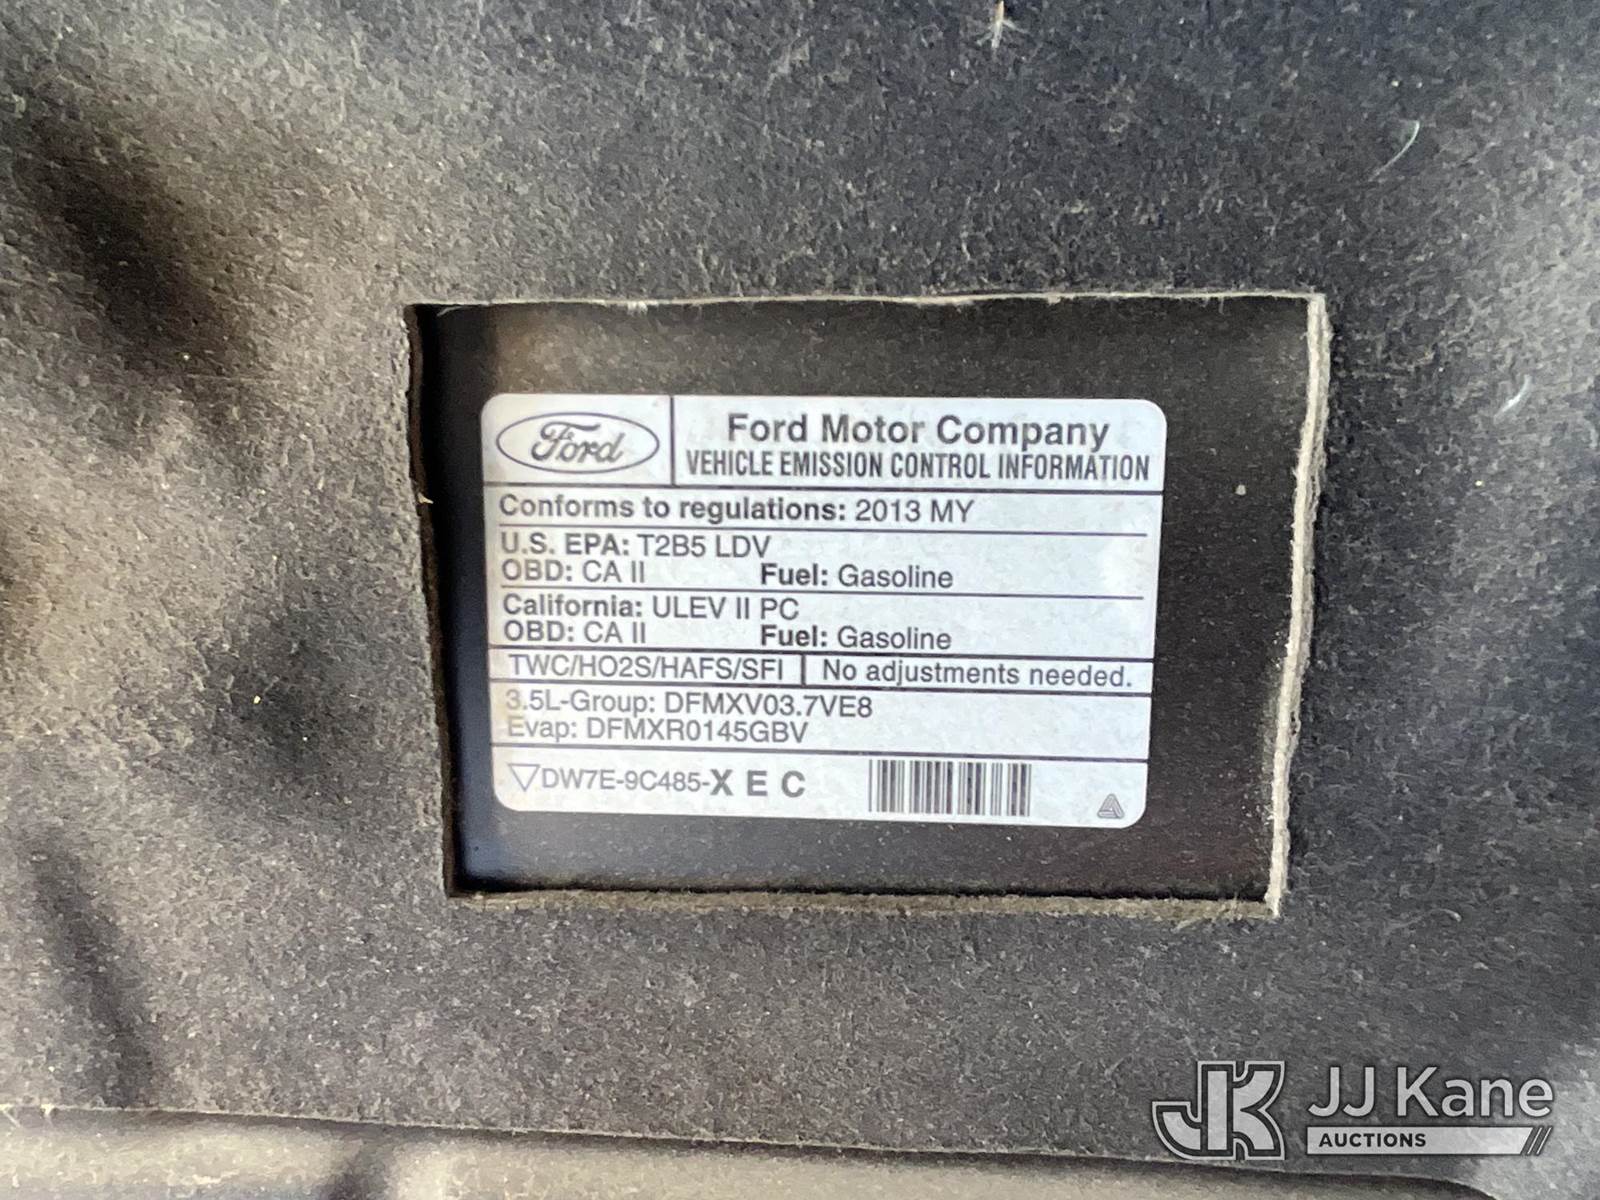 Ford
Ford Motor Company
VEHICLE EMISSION CONTROL INFORMATION
Conforms to regulations: 2013 MY
U.S. EPA: T2B5 LDV
OBD: CA II Fuel: Gasoline
California: ULEV II PC
OBD: CA II Fuel: Gasoline
TWC/HO2S/HAFS/SFI No adjustments needed.
3.5L-Group: DFMXV03.7VE8
Evap: DFMXR0145GBV
DW7E-9C485-X E C
JK JJ Kane
AUCTIONS